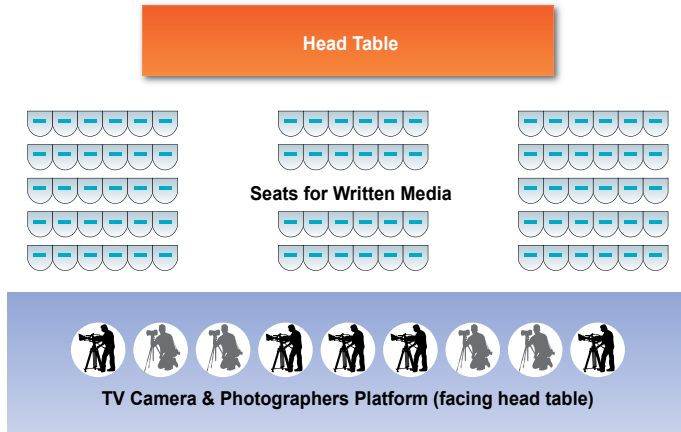 Head Table
Seats for Written Media
TV Camera & Photographers Platform (facing head table)